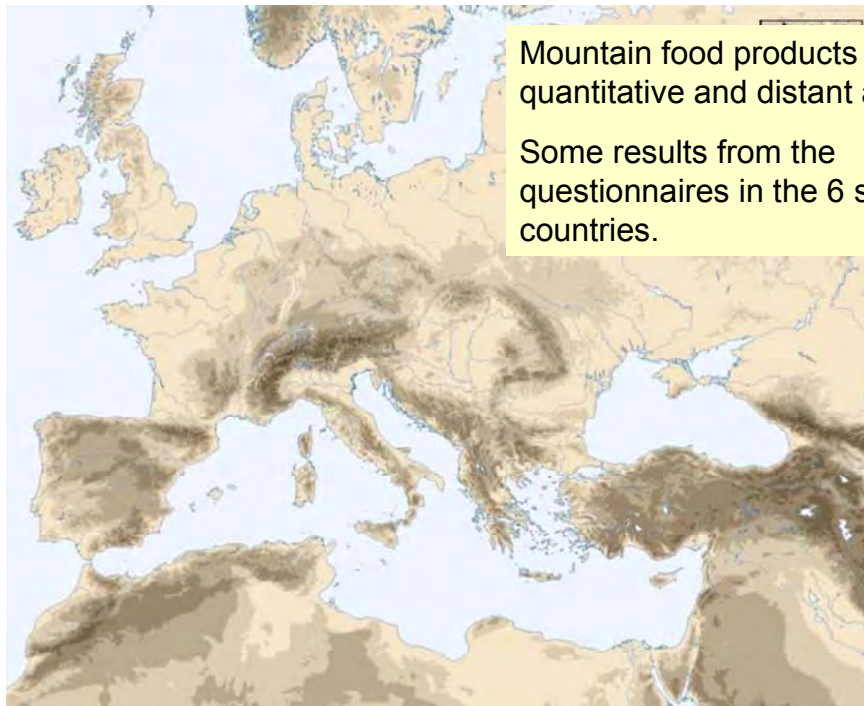 Mountain food products
quantitative and distant a
Some results from the
questionnaires in the 6 s
countries.